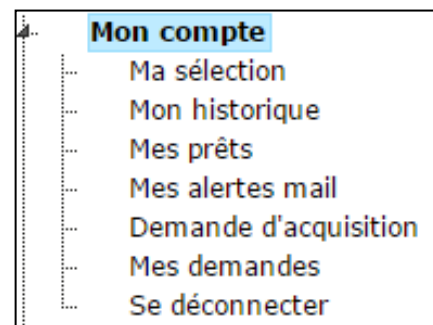 Mon compte
Ma sélection
Mon historique
Mes prêts
Mes alertes mail
Demande d'acquisition
Mes demandes
Se déconnecter